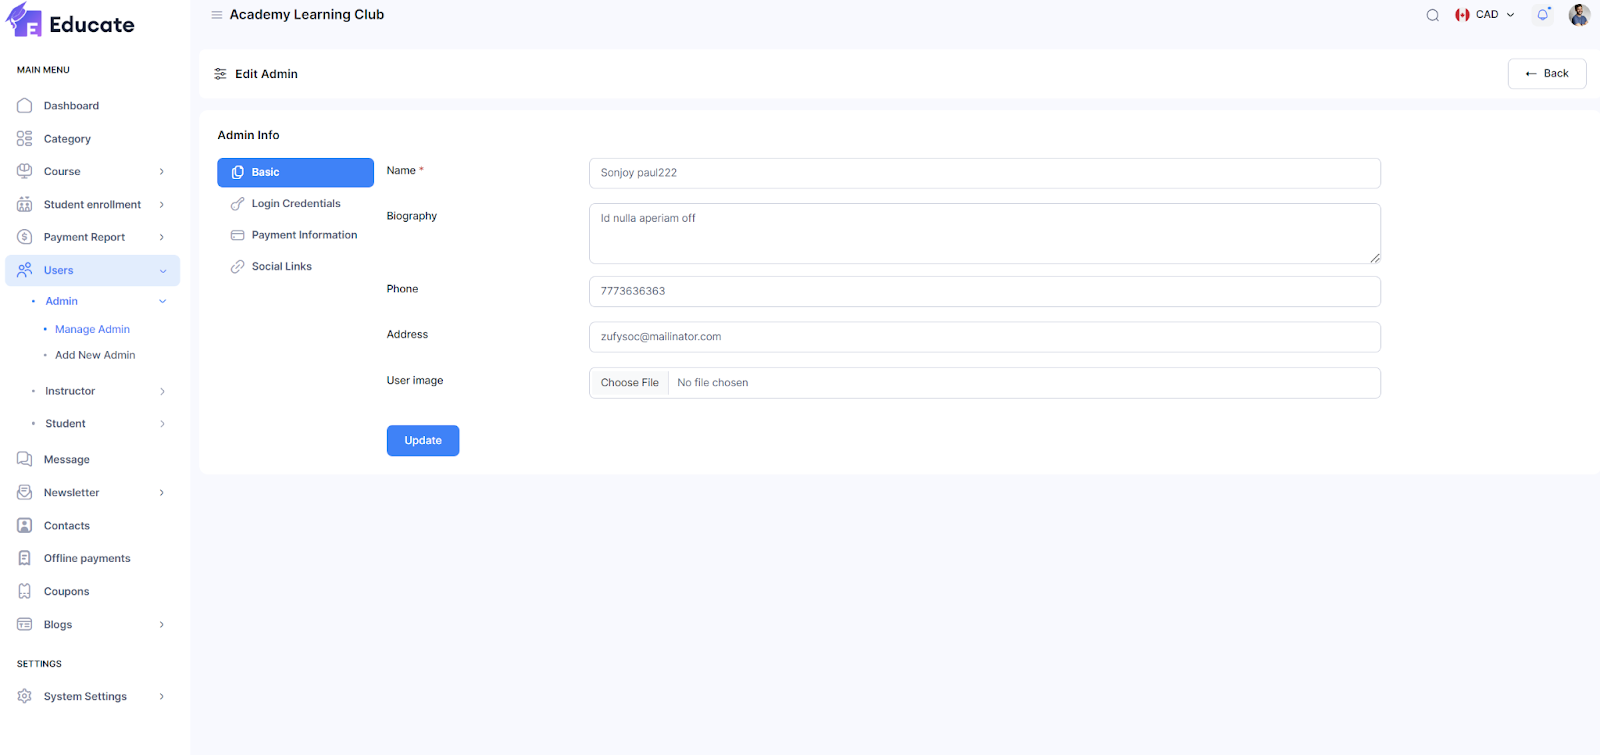 Educate
Academy Learning Club
CAD
MAIN MENU
Dashboard
Category
Course
Student enrollment
Payment Report
Users
Admin
Manage Admin
Add New Admin
Instructor
Student
Message
Newsletter
Contacts
Offline payments
Coupons
Blogs
SETTINGS
System Settings
Edit Admin
← Back
Admin Info
Basic
Login Credentials
Payment Information
Social Links
Name *
Sonjoy paul222
Biography
Id nulla aperiam off
Phone
7773636363
Address
zufysoc@mailinator.com
User image
Choose File No file chosen
Update